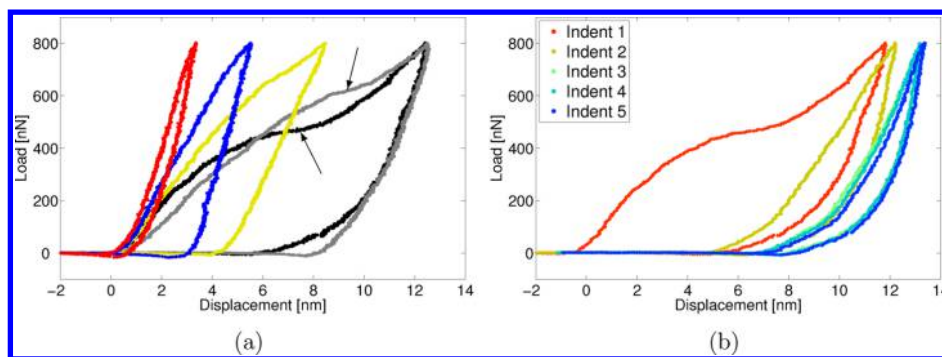 800
600
400
200
0
Load [nN]
−2 0 2 4 6 8 10 12 14
Displacement [nm]
(a)
800
600
400
200
0
Load [nN]
Indent 1
Indent 2
Indent 3
Indent 4
Indent 5
−2 0 2 4 6 8 10 12 14
Displacement [nm]
(b)